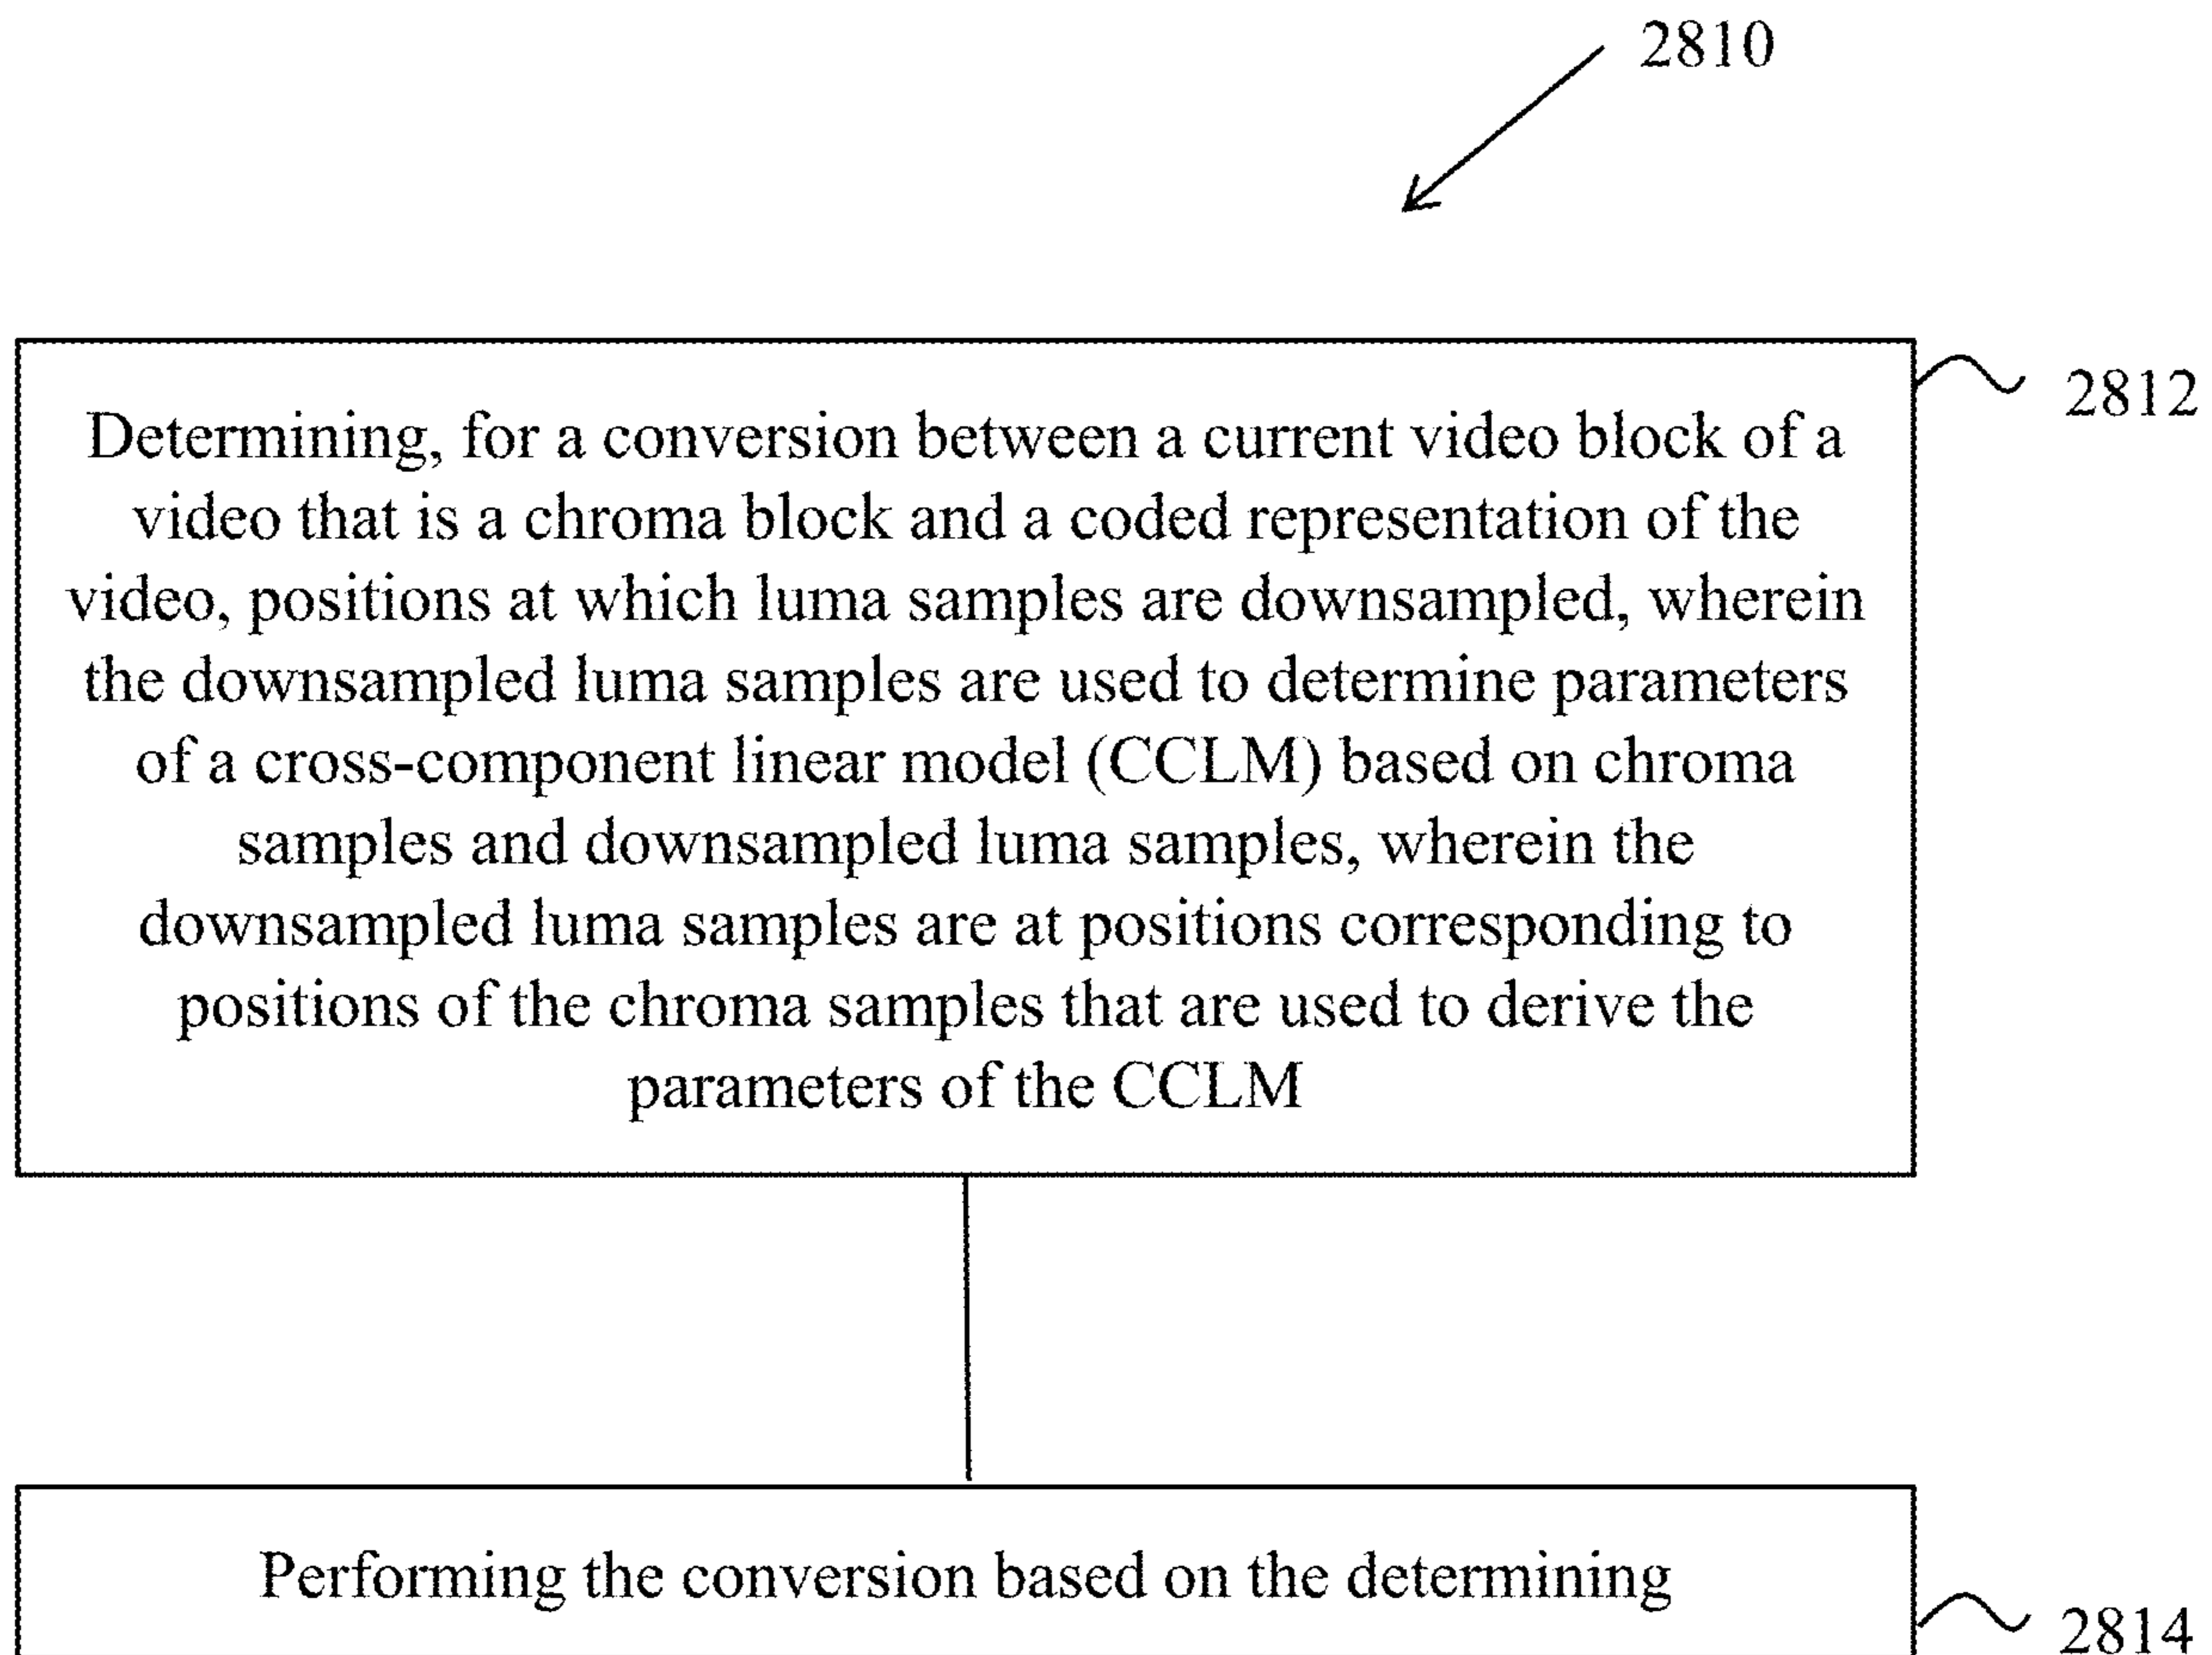 2810
2812
Determining, for a conversion between a current video block of a
video that is a chroma block and a coded representation of the
video, positions at which luma samples are downsampled, wherein
the downsampled luma samples are used to determine parameters
of a cross-component linear model (CCLM) based on chroma
samples and downsampled luma samples, wherein the
downsampled luma samples are at positions corresponding to
positions of the chroma samples that are used to derive the
parameters of the CCLM
Performing the conversion based on the determining
2814